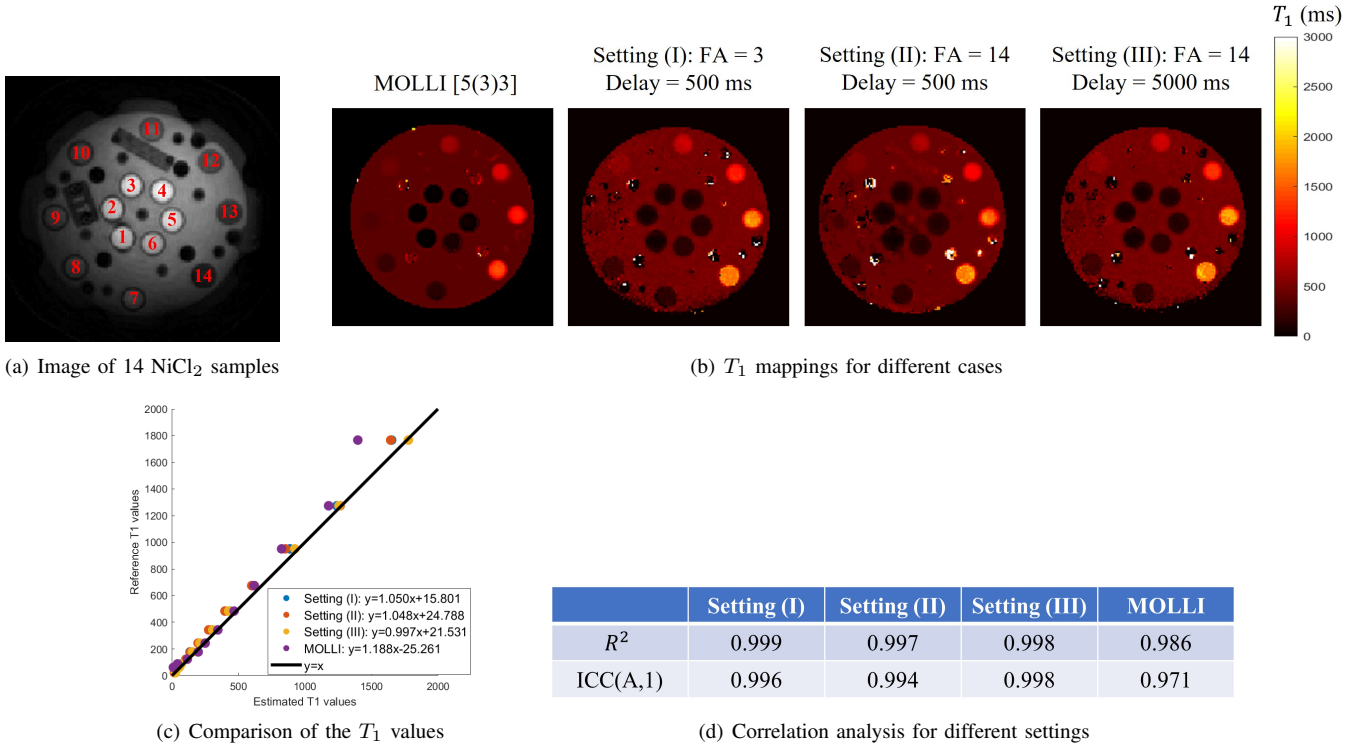 T₁ (ms)
Setting (I): FA = 3
Delay = 500 ms
Setting (II): FA = 14
Delay = 500 ms
Setting (III): FA = 14
Delay = 5000 ms
MOLLI [5(3)3]
3000
2500
2000
1500
1000
500
0
11
10
12
3
4
2
9
13
5
1
6
8
14
7
(a) Image of 14 NiCl₂ samples
(b) T₁ mappings for different cases
2000
1800
1600
1400
1200
1000
800
600
400
200
0
Reference T1 values
Setting (I): y=1.050x+15.801
Setting (II): y=1.048x+24.788
Setting (III): y=0.997x+21.531
MOLLI: y=1.188x-25.261
y=x
0 500 1000 1500 2000
Estimated T1 values
(c) Comparison of the T₁ values
Setting (I) Setting (II) Setting (III) MOLLI
R² 0.999 0.997 0.998 0.986
ICC(A,1) 0.996 0.994 0.998 0.971
(d) Correlation analysis for different settings